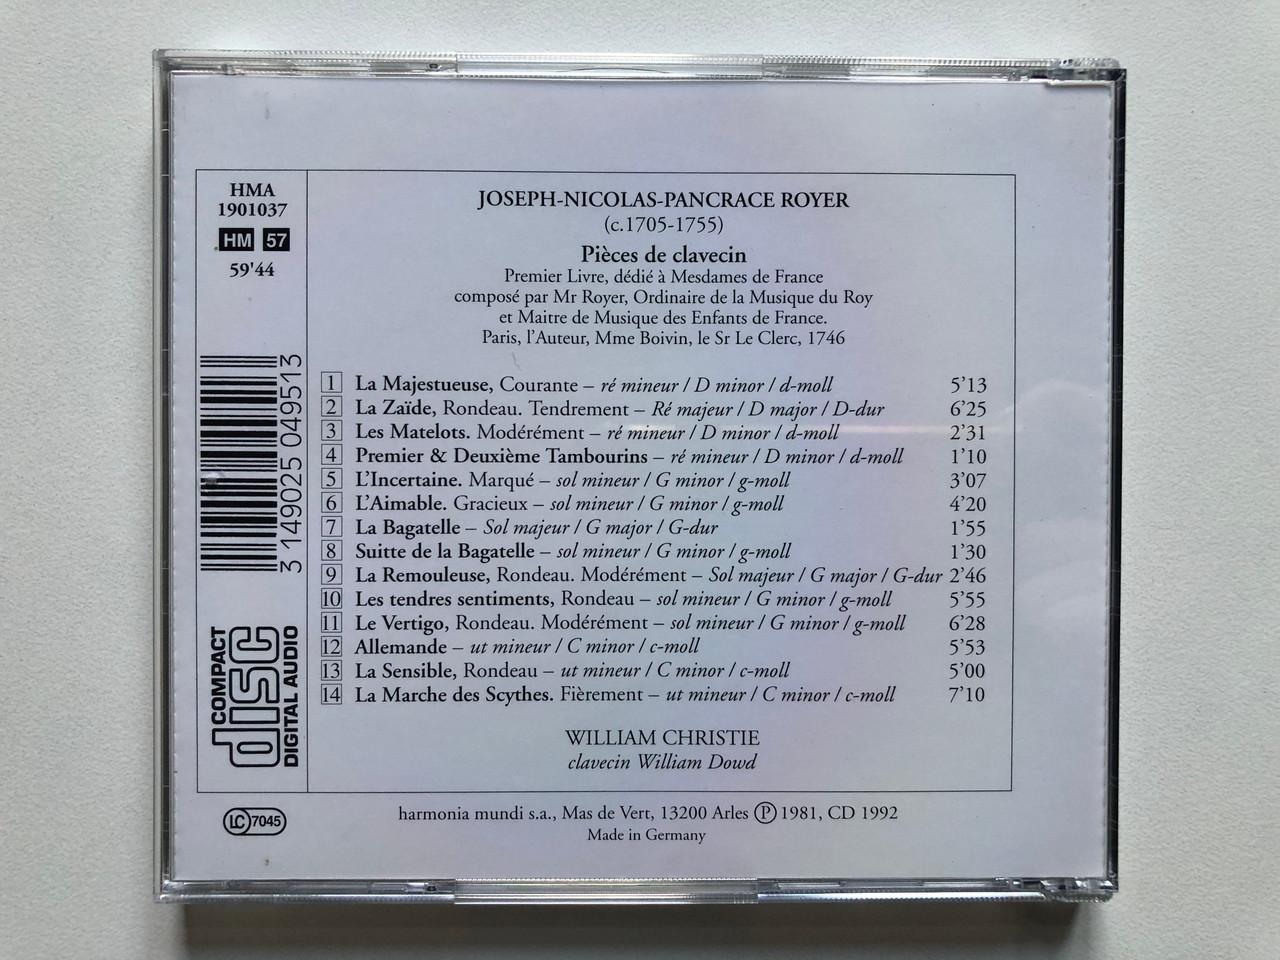 HMA
1901037
HM 57
59'44
3 149025 049513
COMPACT
disc
DIGITAL AUDIO
JOSEPH-NICOLAS-PANCRACE ROYER
(c.1705-1755)
Pièces de clavecin
Premier Livre, dédié à Mesdames de France
composé par Mr Royer, Ordinaire de la Musique du Roy
et Maitre de Musique des Enfants de France.
Paris, l'Auteur, Mme Boivin, le Sr Le Clerc, 1746
1 La Majestueuse, Courante – ré mineur / D minor / d-moll 5'13
2 La Zaïde, Rondeau. Tendrement – Ré majeur / D major / D-dur 6'25
3 Les Matelots. Modérément – ré mineur / D minor / d-moll 2'31
4 Premier & Deuxième Tambourins – ré mineur / D minor / d-moll 1'10
5 L'Incertaine. Marqué – sol mineur / G minor / g-moll 3'07
6 L'Aimable. Gracieux – sol mineur / G minor / g-moll 4'20
7 La Bagatelle – Sol majeur / G major / G-dur 1'55
8 Suitte de la Bagatelle – sol mineur / G minor / g-moll 1'30
9 La Remouleuse, Rondeau. Modérément – Sol majeur / G major / G-dur 2'46
10 Les tendres sentiments, Rondeau – sol mineur / G minor / g-moll 5'55
11 Le Vertigo, Rondeau. Modérément – sol mineur / G minor / g-moll 6'28
12 Allemande – ut mineur / C minor / c-moll 5'53
13 La Sensible, Rondeau – ut mineur / C minor / c-moll 5'00
14 La Marche des Scythes. Fièrement – ut mineur / C minor / c-moll 7'10
WILLIAM CHRISTIE
clavecin William Dowd
LC 7045
harmonia mundi s.a., Mas de Vert, 13200 Arles Ⓟ 1981, CD 1992
Made in Germany